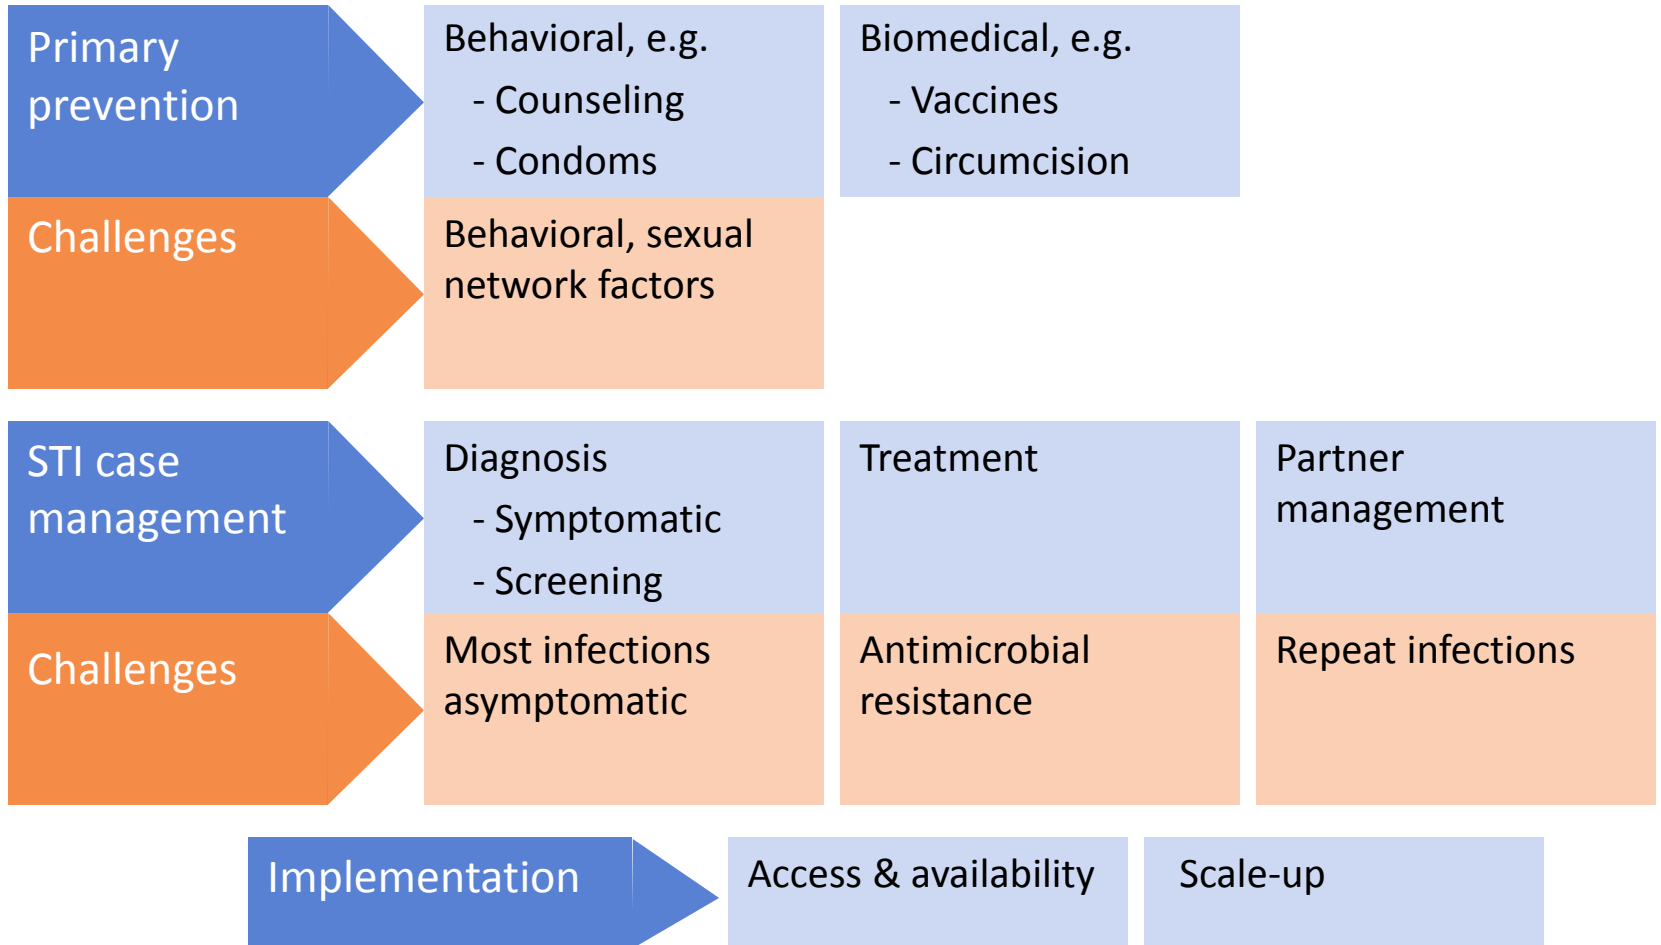 Primary
prevention
Behavioral, e.g.
- Counseling
- Condoms
Biomedical, e.g.
- Vaccines
- Circumcision
Challenges
Behavioral, sexual
network factors
STI case
management
Diagnosis
- Symptomatic
- Screening
Treatment
Partner
management
Challenges
Most infections
asymptomatic
Antimicrobial
resistance
Repeat infections
Implementation
Access & availability
Scale-up